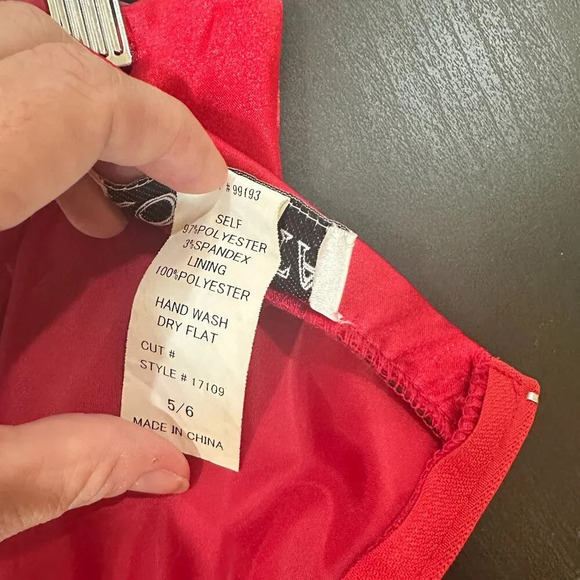 #99193
SELF
97%POLYESTER
3%SPANDEX
LINING
100%POLYESTER
HAND WASH
DRY FLAT
CUT #
STYLE # 17109
5/6
MADE IN CHINA